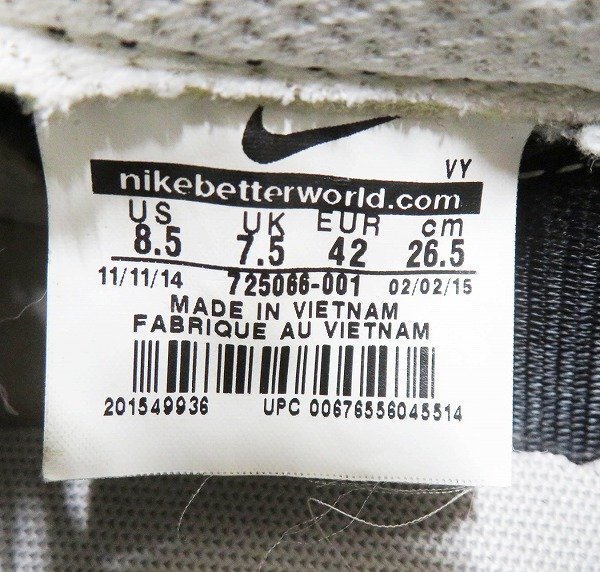 VY
nikebetterworld.com
US UK EUR cm
8.5 7.5 42 26.5
11/11/14 725066-001 02/02/15
MADE IN VIETNAM
FABRIQUE AU VIETNAM
201549936 UPC 00676556045514